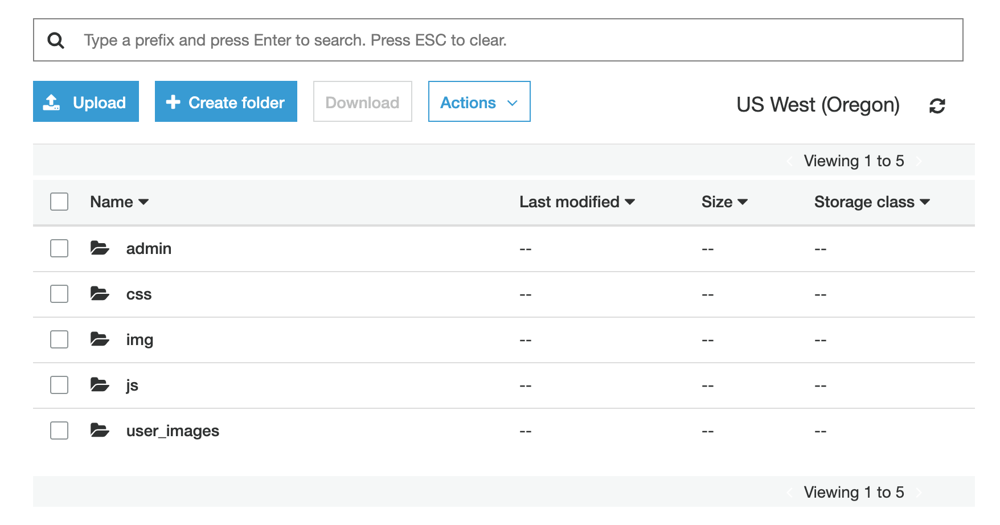 Type a prefix and press Enter to search. Press ESC to clear.
Upload Create folder Download Actions US West (Oregon)
Viewing 1 to 5
Name Last modified Size Storage class
admin -- -- --
css -- -- --
img -- -- --
js -- -- --
user_images -- -- --
Viewing 1 to 5